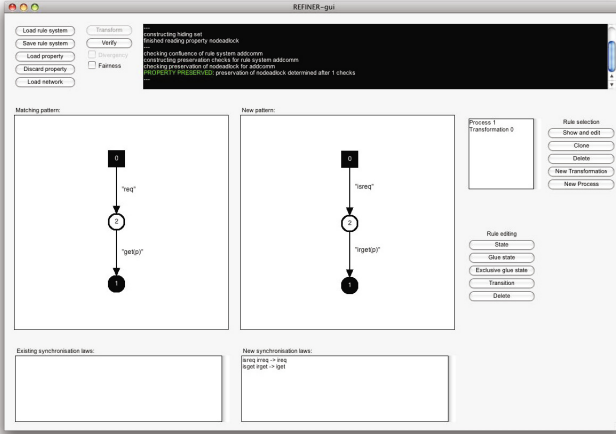 REFINER-gui
Load rule system
Transform
Save rule system
Verify
Load property
Divergency
Discard property
Fairness
Load network
---
constructing hiding set
finished reading property nodeadlock
---
checking confluence of rule system addcomm
constructing preservation checks for rule system addcomm
checking preservation of nodeadlock for addcomm
PROPERTY PRESERVED: preservation of nodeadlock determined after 1 checks
---
Matching pattern:
0
"req"
2
"get(p)"
1
New pattern:
0
"isreq"
2
"irget(p)"
1
Process 1
Transformation 0
Rule selection
Show and edit
Clone
Delete
New Transformation
New Process
Rule editing
State
Glue state
Exclusive glue state
Transition
Delete
Existing synchronisation laws:
New synchronisation laws:
isreq irreq -> ireq
isget irget -> iget